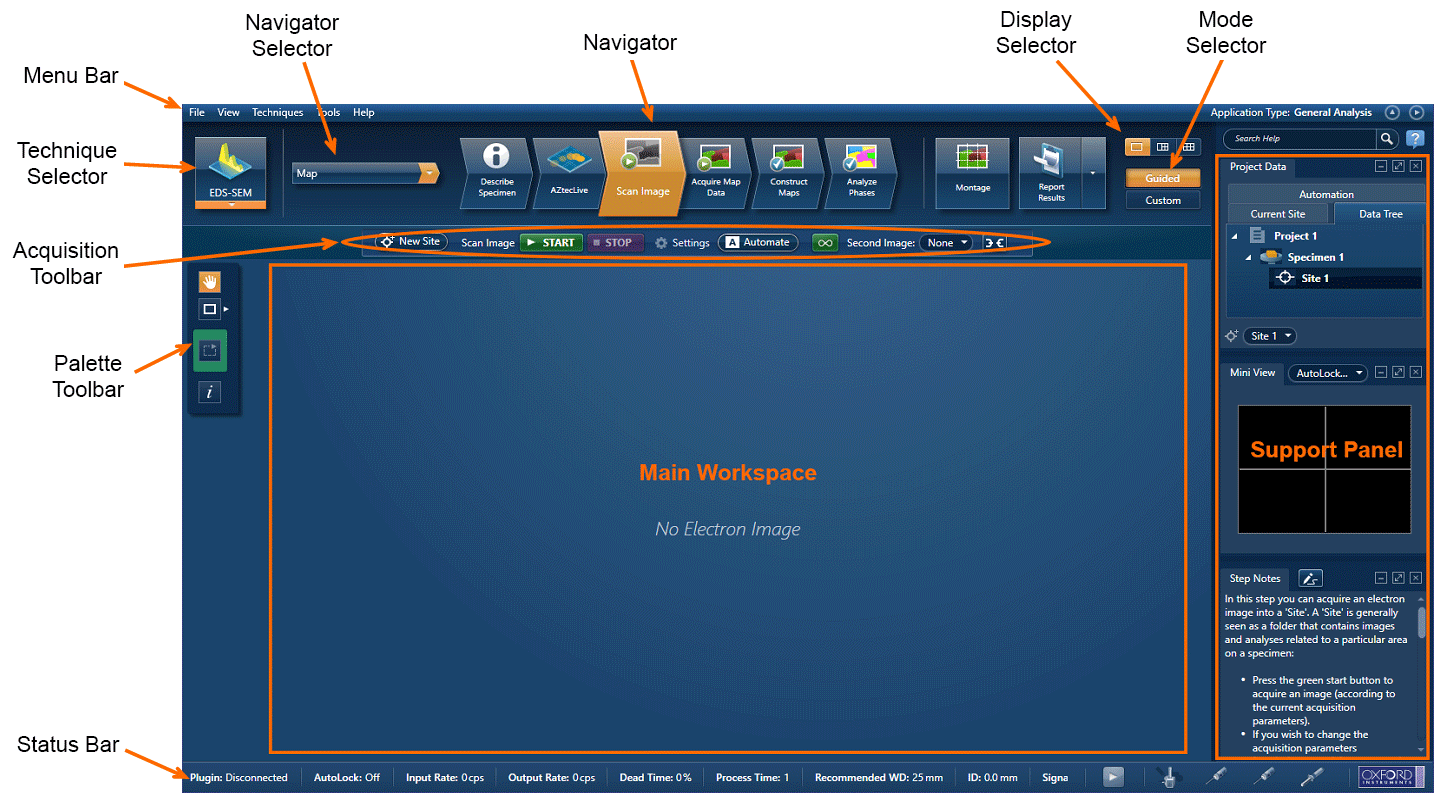 Navigator
Selector
Navigator
Display
Selector
Mode
Selector
Menu Bar
File View Techniques Tools Help
Application Type: General Analysis
Technique
Selector
EDS-SEM
Map
Describe
Specimen
AZtecLive
Scan Image
Acquire Map
Data
Construct
Maps
Analyze
Phases
Montage
Report
Results
Guided
Custom
Search Help
?
Project Data
Automation
Current Site Data Tree
Project 1
Specimen 1
Site 1
Site 1
Acquisition
Toolbar
New Site Scan Image START STOP Settings A Automate Second Image: None
Palette
Toolbar
i
Main Workspace
No Electron Image
Mini View AutoLock...
Support Panel
Step Notes
In this step you can acquire an electron
image into a 'Site'. A 'Site' is generally
seen as a folder that contains images
and analyses related to a particular area
on a specimen:
• Press the green start button to
acquire an image (according to
the current acquisition
parameters).
• If you wish to change the
acquisition parameters
Status Bar
Plugin: Disconnected AutoLock: Off Input Rate: 0cps Output Rate: 0cps Dead Time: 0% Process Time: 1 Recommended WD: 25 mm ID: 0.0 mm Signa
OXFORD
INSTRUMENTS